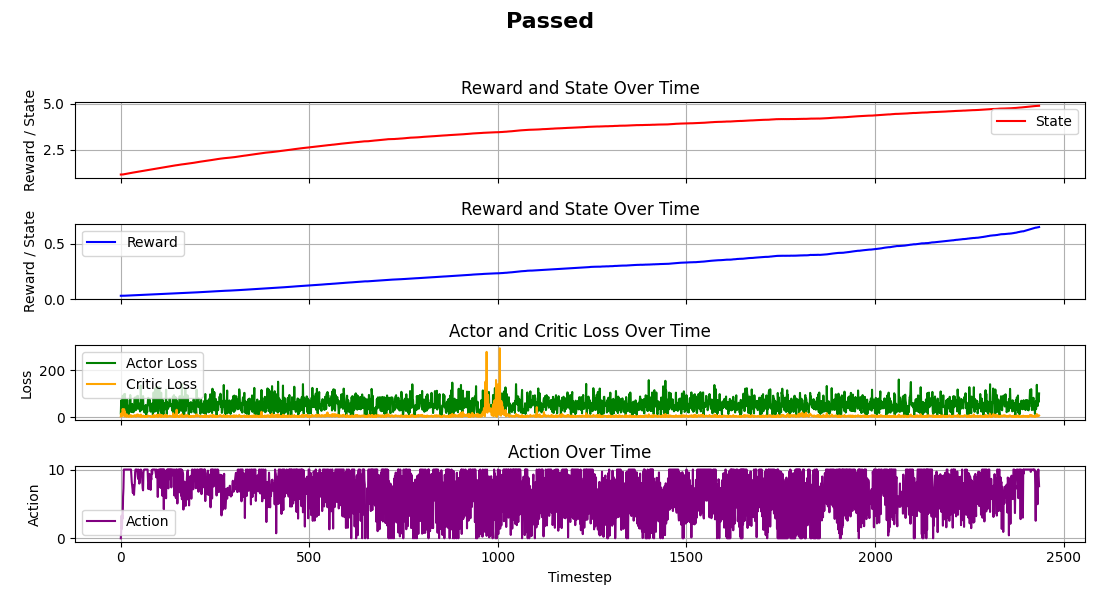 Passed
Reward and State Over Time
Reward / State
5.0
2.5
State
Reward and State Over Time
Reward / State
0.5
0.0
Reward
Actor and Critic Loss Over Time
Loss
200
0
Actor Loss
Critic Loss
Action Over Time
Action
10
0
Action
0 500 1000 1500 2000 2500
Timestep